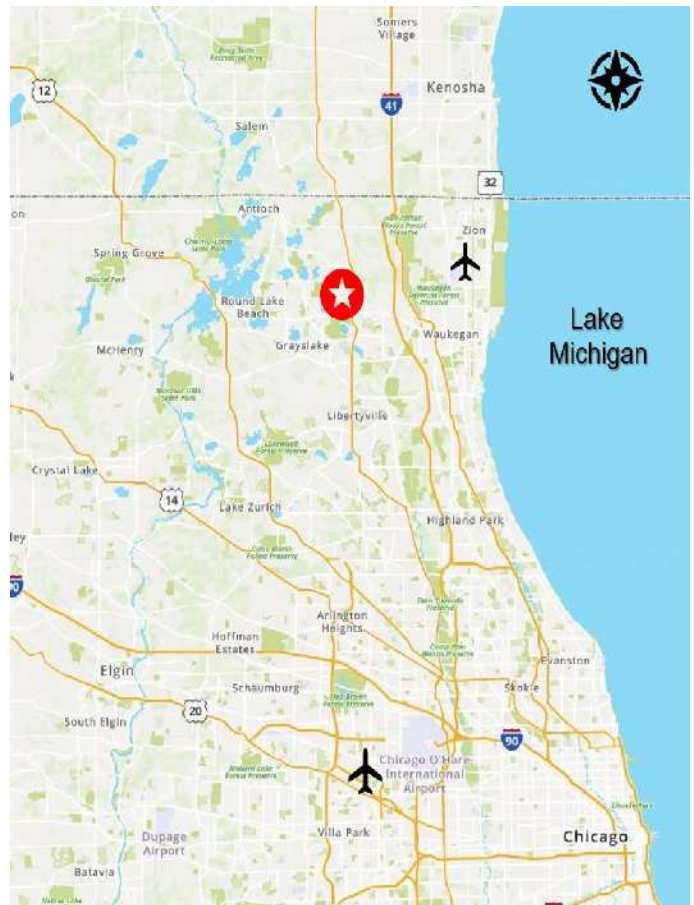 Somers
Village
12
Kenosha
41
Salem
32
Antioch
Zion
Spring Grove
Round Lake
Beach
Waukegan
Lake
Michigan
Grayslake
McHenry
Libertyville
Crystal Lake
14
Lake Zurich
Highland Park
Arlington
Heights
Hoffman
Estates
Evanston
Elgin
Schaumburg
Skokie
20
South Elgin
90
Chicago O'Hare
International
Airport
Villa Park
Dupage
Airport
Chicago
Batavia